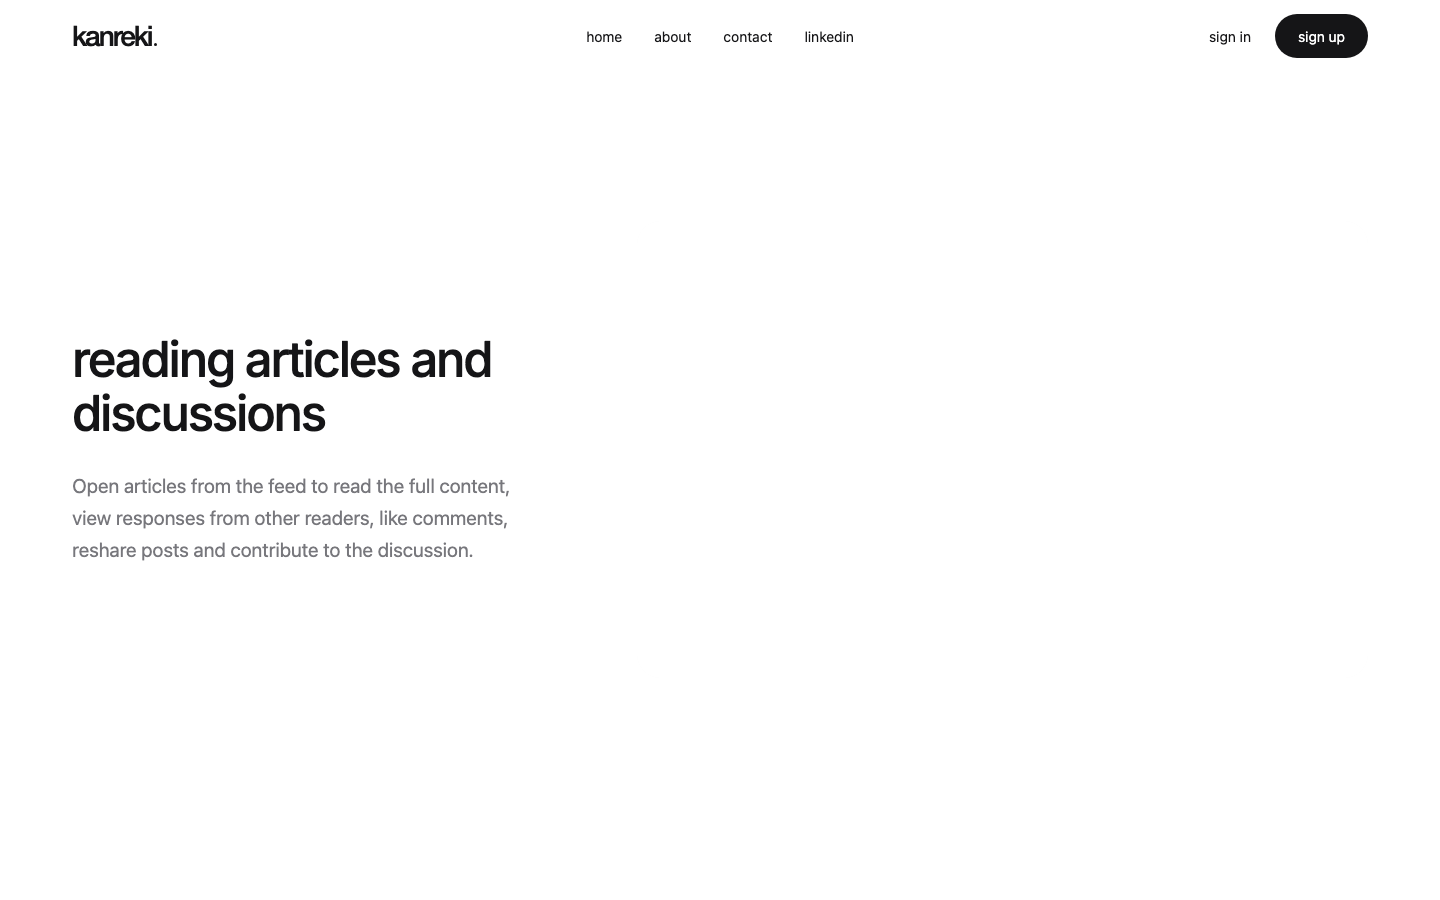 kanreki.
home
about
contact
linkedin
sign in
sign up
reading articles and
discussions
Open articles from the feed to read the full content,
view responses from other readers, like comments,
reshare posts and contribute to the discussion.